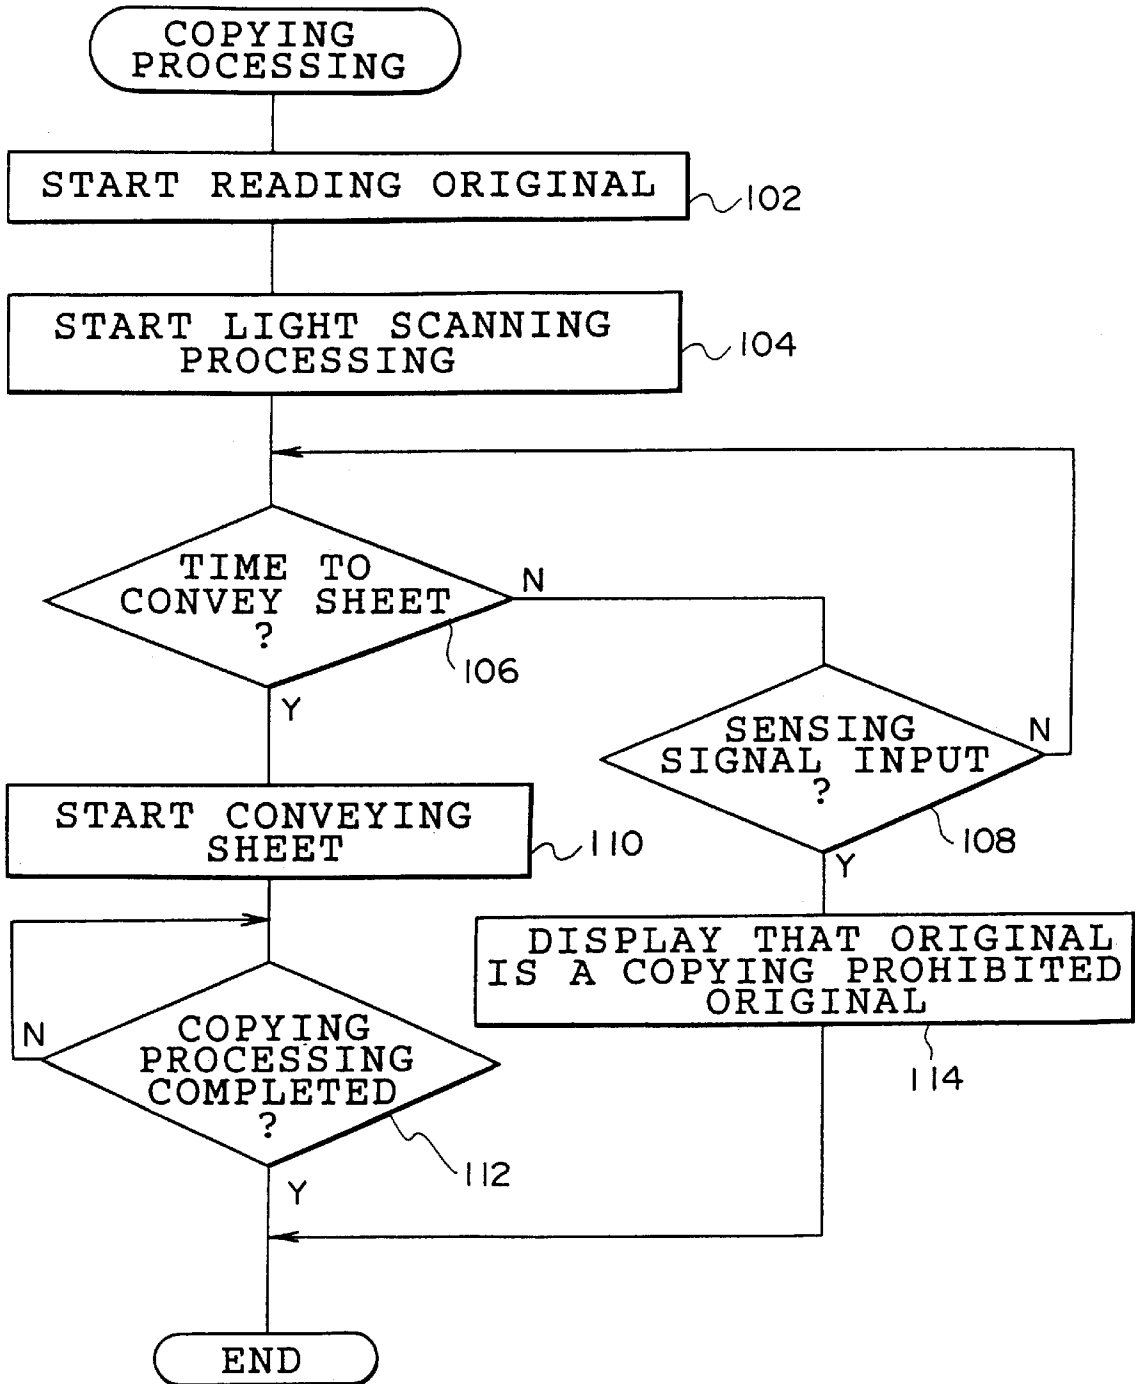 COPYING
PROCESSING
START READING ORIGINAL
102
START LIGHT SCANNING
PROCESSING
104
TIME TO
CONVEY SHEET
?
N
106
Y
SENSING
SIGNAL INPUT
?
N
108
Y
START CONVEYING
SHEET
110
DISPLAY THAT ORIGINAL
IS A COPYING PROHIBITED
ORIGINAL
114
N
COPYING
PROCESSING
COMPLETED
?
112
Y
END